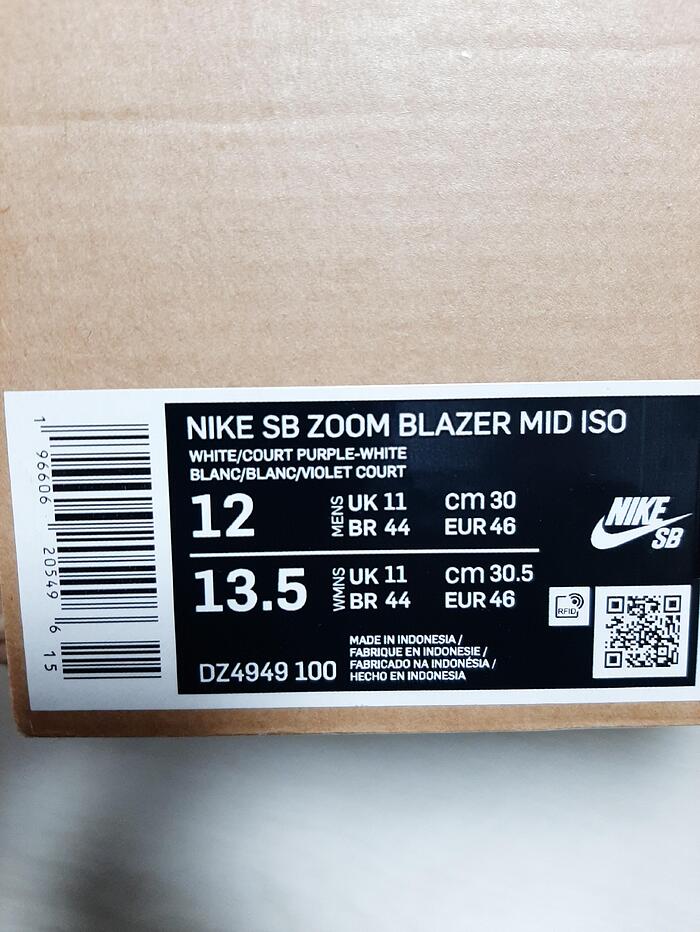 1 96606 20549 6 15
NIKE SB ZOOM BLAZER MID ISO
WHITE/COURT PURPLE-WHITE
BLANC/BLANC/VIOLET COURT
12 MENS UK 11 cm 30
BR 44 EUR 46
13.5 WMNS UK 11 cm 30.5
BR 44 EUR 46
NIKE
SB
RFID
DZ4949 100
MADE IN INDONESIA /
FABRIQUE EN INDONESIE /
FABRICADO NA INDONÉSIA /
HECHO EN INDONESIA